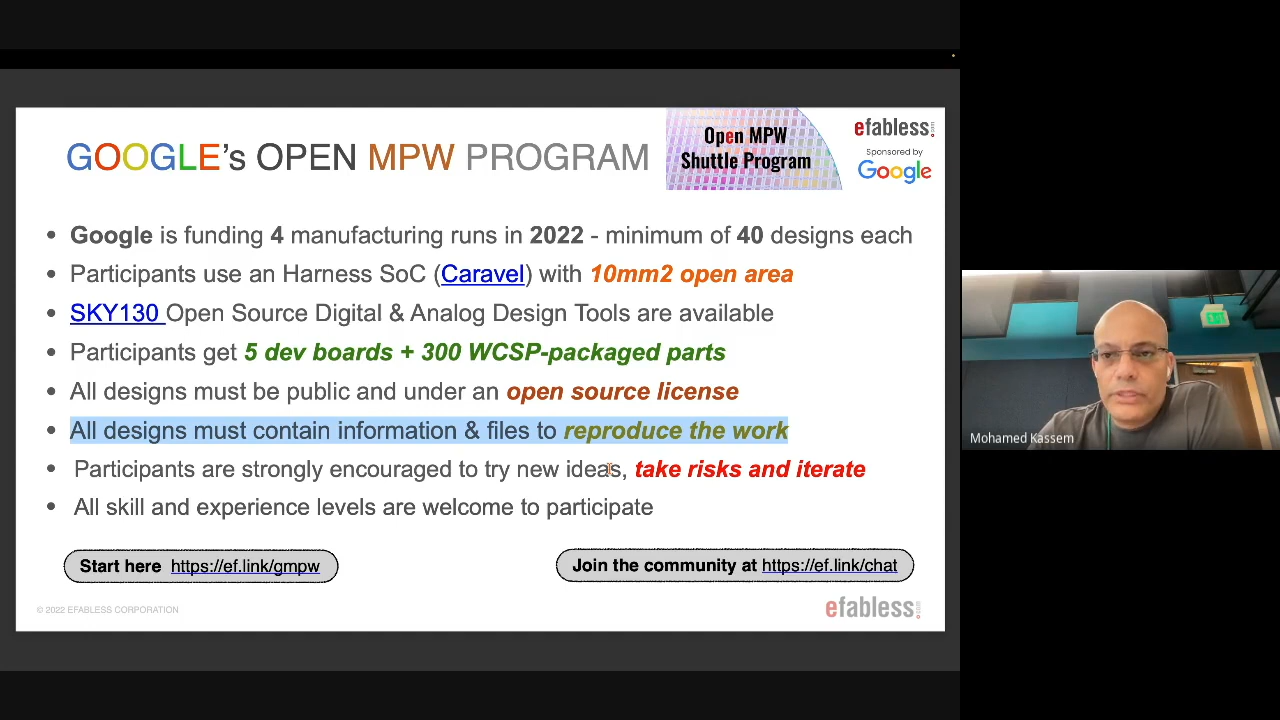 GOOGLE's OPEN MPW PROGRAM
Open MPW
Shuttle Program
efabless.com
Sponsored by
Google
Google is funding 4 manufacturing runs in 2022 - minimum of 40 designs each
Participants use an Harness SoC (Caravel) with 10mm2 open area
SKY130 Open Source Digital & Analog Design Tools are available
Participants get 5 dev boards + 300 WCSP-packaged parts
All designs must be public and under an open source license
All designs must contain information & files to reproduce the work
Participants are strongly encouraged to try new ideas, take risks and iterate
All skill and experience levels are welcome to participate
Start here https://ef.link/gmpw
Join the community at https://ef.link/chat
© 2022 EFABLESS CORPORATION
efabless.com
Mohamed Kassem